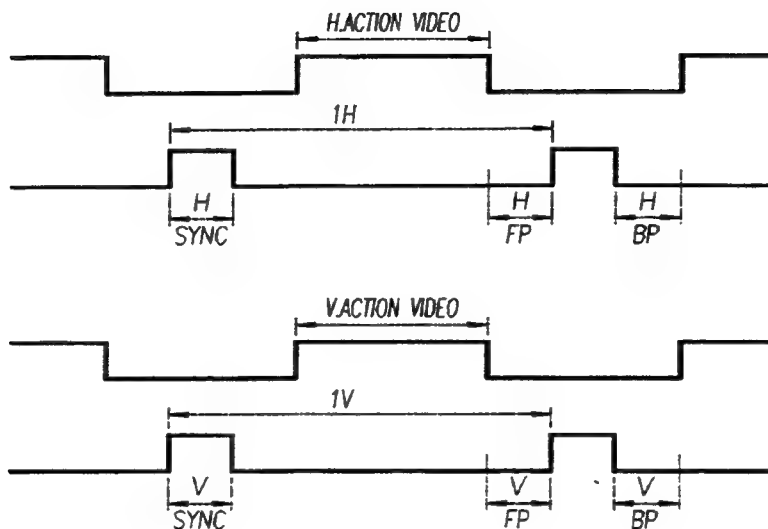 H.ACTION VIDEO
1H
H H H
SYNC FP BP
V.ACTION VIDEO
1V
V V V
SYNC FP BP